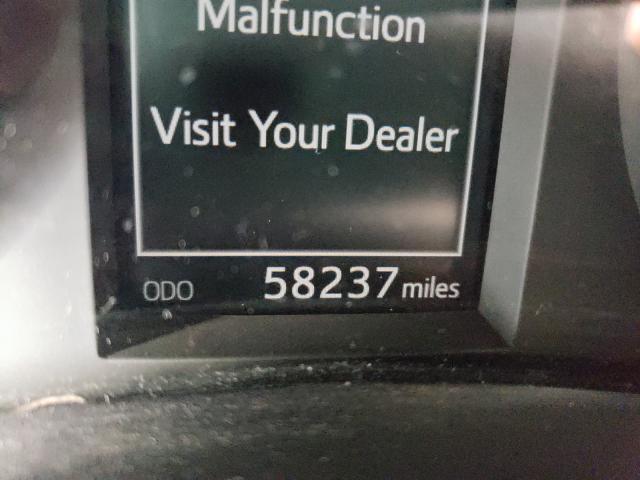 Malfunction
Visit Your Dealer
ODO 58237 miles